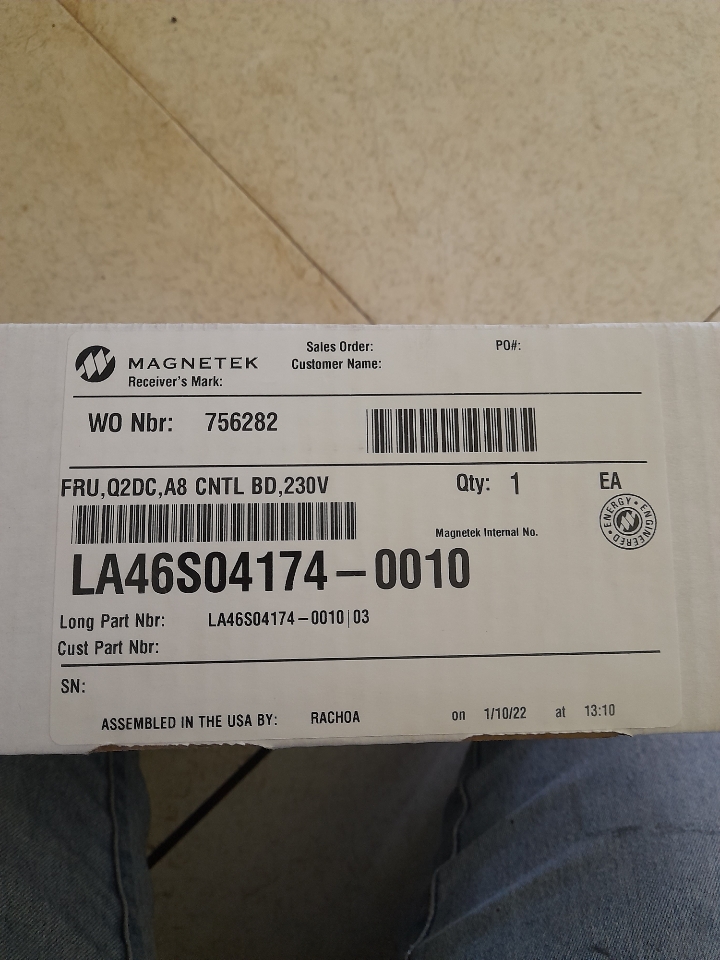 MAGNETEK
Sales Order:
PO#:
Customer Name:
Receiver's Mark:
WO Nbr: 756282
FRU,Q2DC,A8 CNTL BD,230V Qty: 1 EA
ENERGY • ENGINEERED •
Magnetek Internal No.
LA46S04174-0010
Long Part Nbr: LA46S04174-0010|03
Cust Part Nbr:
SN:
ASSEMBLED IN THE USA BY: RACHOA on 1/10/22 at 13:10